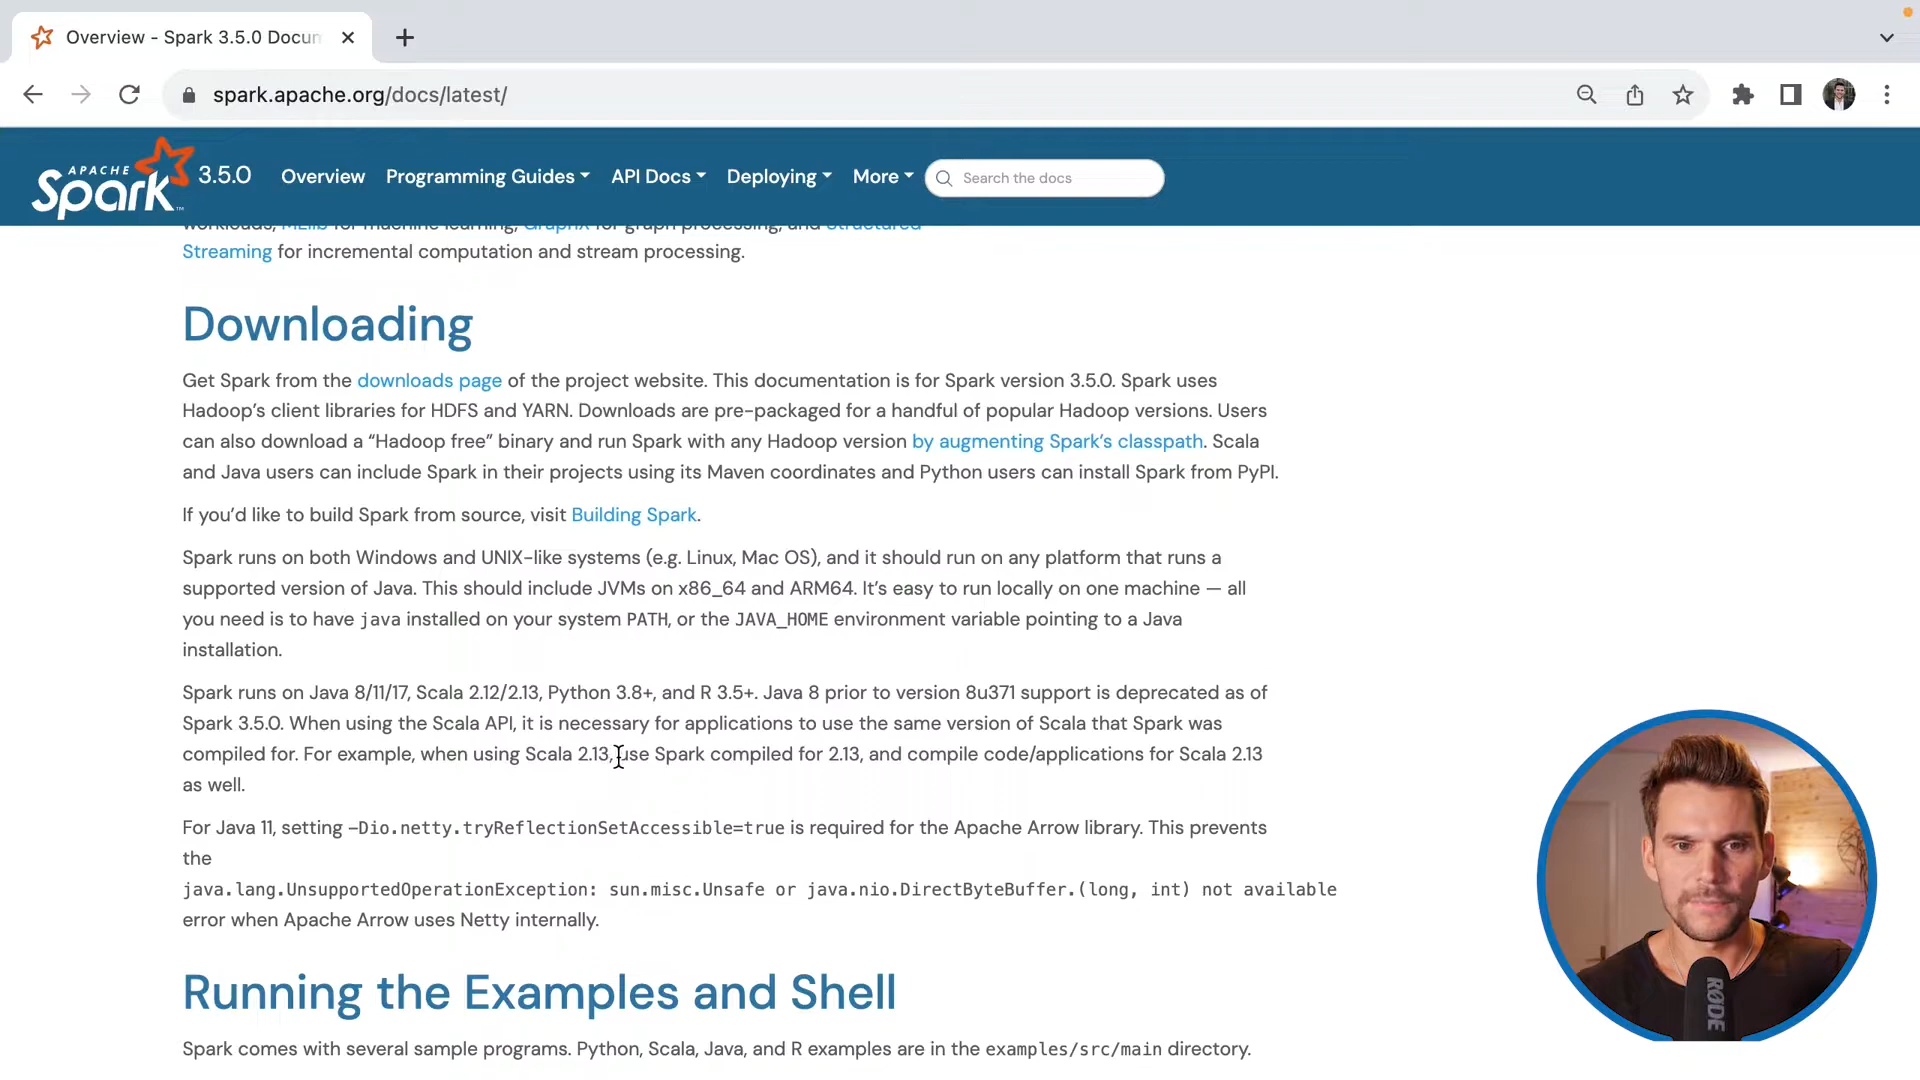 Overview - Spark 3.5.0 Docun
spark.apache.org/docs/latest/
APACHE
Spark™ 3.5.0 Overview Programming Guides API Docs Deploying More Search the docs
workloads, MLlib for machine learning, GraphX for graph processing, and Structured
Streaming for incremental computation and stream processing.
Downloading
Get Spark from the downloads page of the project website. This documentation is for Spark version 3.5.0. Spark uses
Hadoop’s client libraries for HDFS and YARN. Downloads are pre-packaged for a handful of popular Hadoop versions. Users
can also download a “Hadoop free” binary and run Spark with any Hadoop version by augmenting Spark’s classpath. Scala
and Java users can include Spark in their projects using its Maven coordinates and Python users can install Spark from PyPI.
If you’d like to build Spark from source, visit Building Spark.
Spark runs on both Windows and UNIX-like systems (e.g. Linux, Mac OS), and it should run on any platform that runs a
supported version of Java. This should include JVMs on x86_64 and ARM64. It’s easy to run locally on one machine — all
you need is to have java installed on your system PATH, or the JAVA_HOME environment variable pointing to a Java
installation.
Spark runs on Java 8/11/17, Scala 2.12/2.13, Python 3.8+, and R 3.5+. Java 8 prior to version 8u371 support is deprecated as of
Spark 3.5.0. When using the Scala API, it is necessary for applications to use the same version of Scala that Spark was
compiled for. For example, when using Scala 2.13, use Spark compiled for 2.13, and compile code/applications for Scala 2.13
as well.
For Java 11, setting -Dio.netty.tryReflectionSetAccessible=true is required for the Apache Arrow library. This prevents
the
java.lang.UnsupportedOperationException: sun.misc.Unsafe or java.nio.DirectByteBuffer.(long, int) not available
error when Apache Arrow uses Netty internally.
Running the Examples and Shell
Spark comes with several sample programs. Python, Scala, Java, and R examples are in the examples/src/main directory.
RØDE